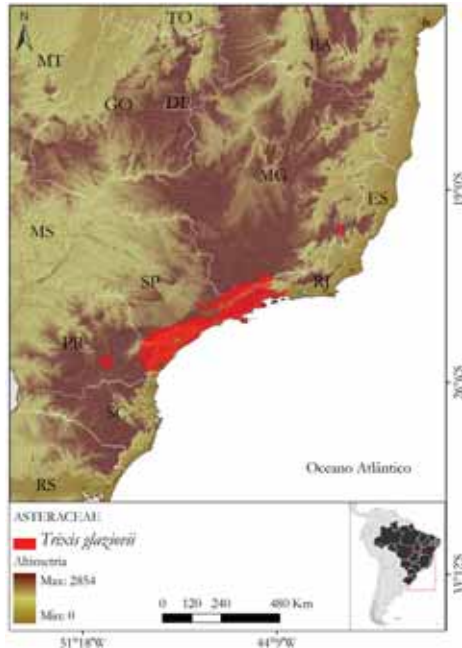 N
TO
MT
BA
GO
DF
MG
ES
MS
SP
RJ
PR
SC
RS
19°0'S
26°6'S
33°12'S
Oceano Atlântico
ASTERACEAE
Trixis glaziovii
Altimetria
Max: 2854
Min: 0
0 120 240 480 Km
51°18'W
44°9'W